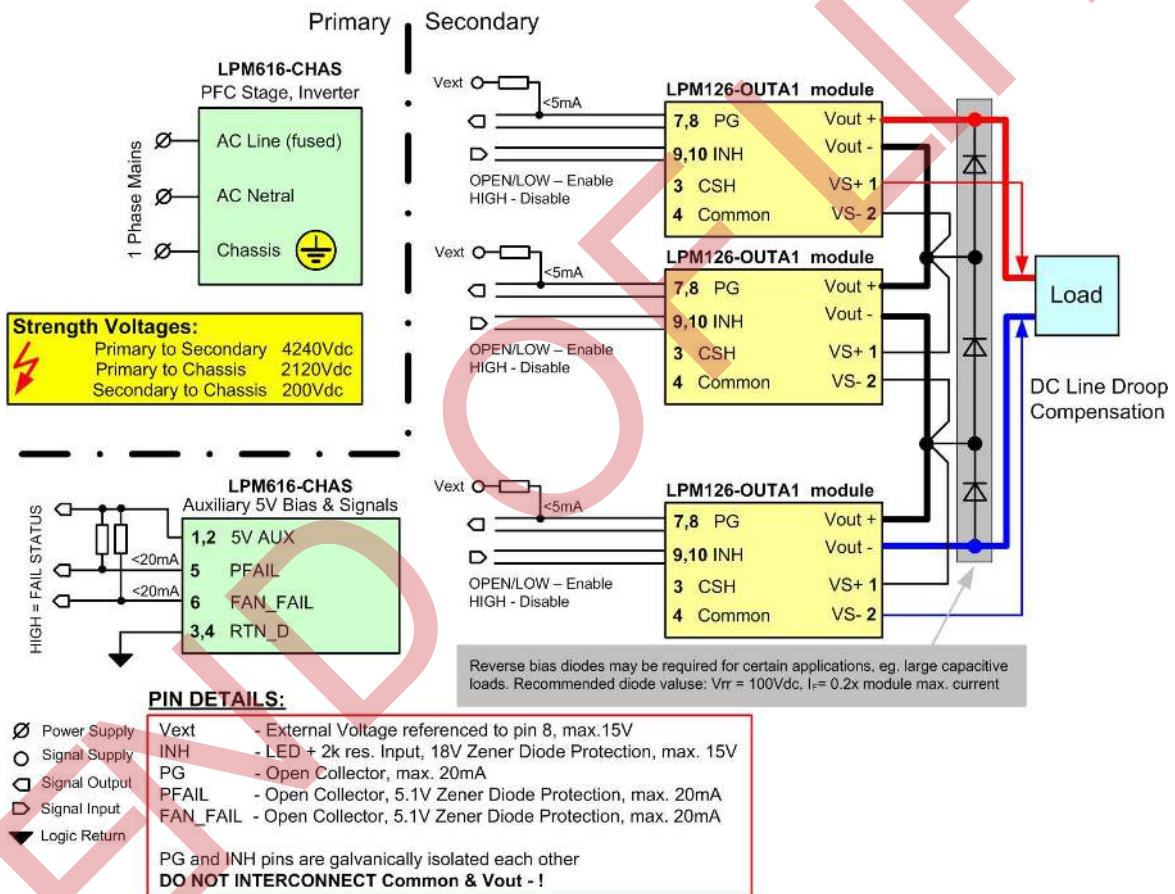 Primary
Secondary
LPM616-CHAS
PFC Stage, Inverter
AC Line (fused)
AC Netral
Chassis
1 Phase Mains
Strength Voltages:
Primary to Secondary 4240Vdc
Primary to Chassis 2120Vdc
Secondary to Chassis 200Vdc
LPM616-CHAS
Auxiliary 5V Bias & Signals
1,2 5V AUX
5 PFAIL
6 FAN_FAIL
3,4 RTN_D
<20mA
<20mA
HIGH = FAIL STATUS
Vext
<5mA
OPEN/LOW – Enable
HIGH - Disable
LPM126-OUTA1 module
7,8 PG Vout +
Vout -
9,10 INH
3 CSH VS+ 1
4 Common VS- 2
Vext
<5mA
OPEN/LOW – Enable
HIGH - Disable
LPM126-OUTA1 module
7,8 PG Vout +
9,10 INH Vout -
3 CSH VS+ 1
4 Common VS- 2
Vext
<5mA
OPEN/LOW – Enable
HIGH - Disable
LPM126-OUTA1 module
7,8 PG Vout +
9,10 INH Vout -
3 CSH VS+ 1
4 Common VS- 2
Load
DC Line Droop
Compensation
Reverse bias diodes may be required for certain applications, eg. large capacitive
loads. Recommended diode valuse: Vrr = 100Vdc, IF= 0.2x module max. current
PIN DETAILS:
Power Supply
Signal Supply
Signal Output
Signal Input
Logic Return
Vext - External Voltage referenced to pin 8, max.15V
INH - LED + 2k res. Input, 18V Zener Diode Protection, max. 15V
PG - Open Collector, max. 20mA
PFAIL - Open Collector, 5.1V Zener Diode Protection, max. 20mA
FAN_FAIL - Open Collector, 5.1V Zener Diode Protection, max. 20mA
PG and INH pins are galvanically isolated each other
DO NOT INTERCONNECT Common & Vout - !
END OF LIF